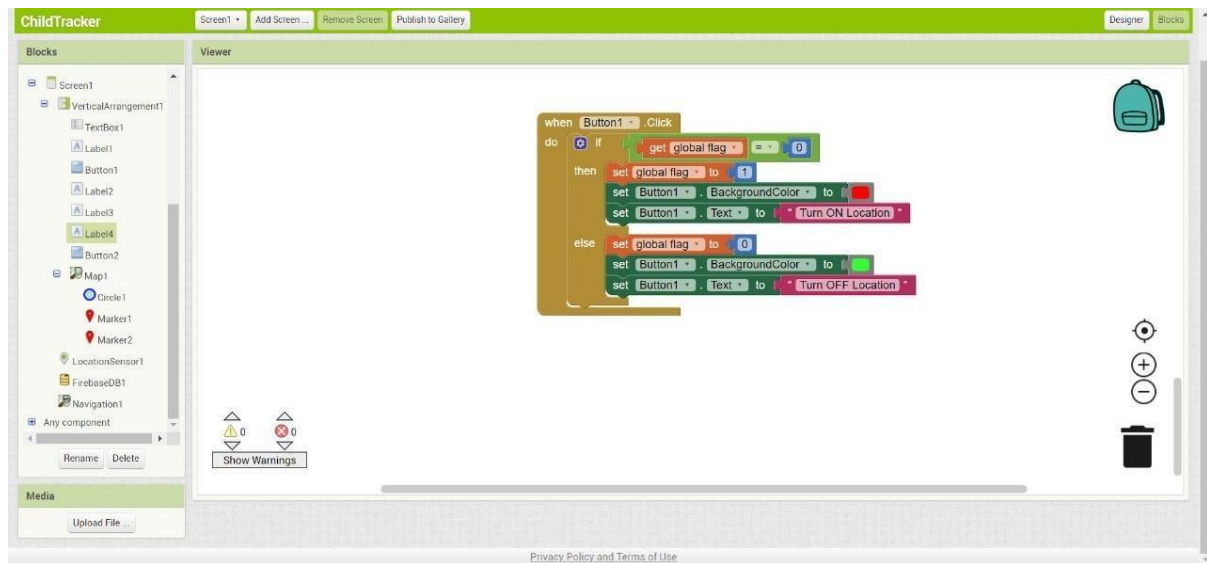 ChildTracker
Screen1 Add Screen ... Remove Screen Publish to Gallery
Designer Blocks
Blocks
Viewer
Screen1
VerticalArrangement1
TextBox1
Label1
Button1
Label2
Label3
Label4
Button2
Map1
Circle1
Marker1
Marker2
LocationSensor1
FirebaseDB1
Navigation1
Any component
Rename Delete
Media
Upload File ...
when Button1 .Click
do if get global flag = 0
then set global flag to 1
set Button1 . BackgroundColor to
set Button1 . Text to " Turn ON Location "
else set global flag to 0
set Button1 . BackgroundColor to
set Button1 . Text to " Turn OFF Location "
0 0
Show Warnings
Privacy Policy and Terms of Use